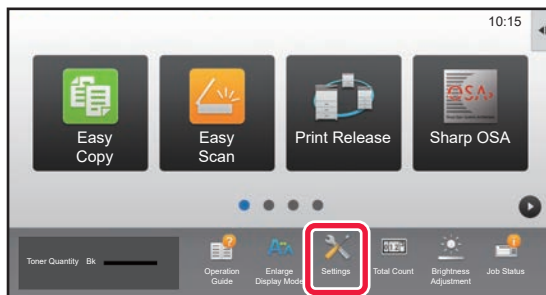 10:15
Easy
Copy
Easy
Scan
Print Release
Sharp OSA
Toner Quantity Bk
Operation
Guide
Enlarge
Display Mode
Settings
Total Count
Brightness
Adjustment
Job Status